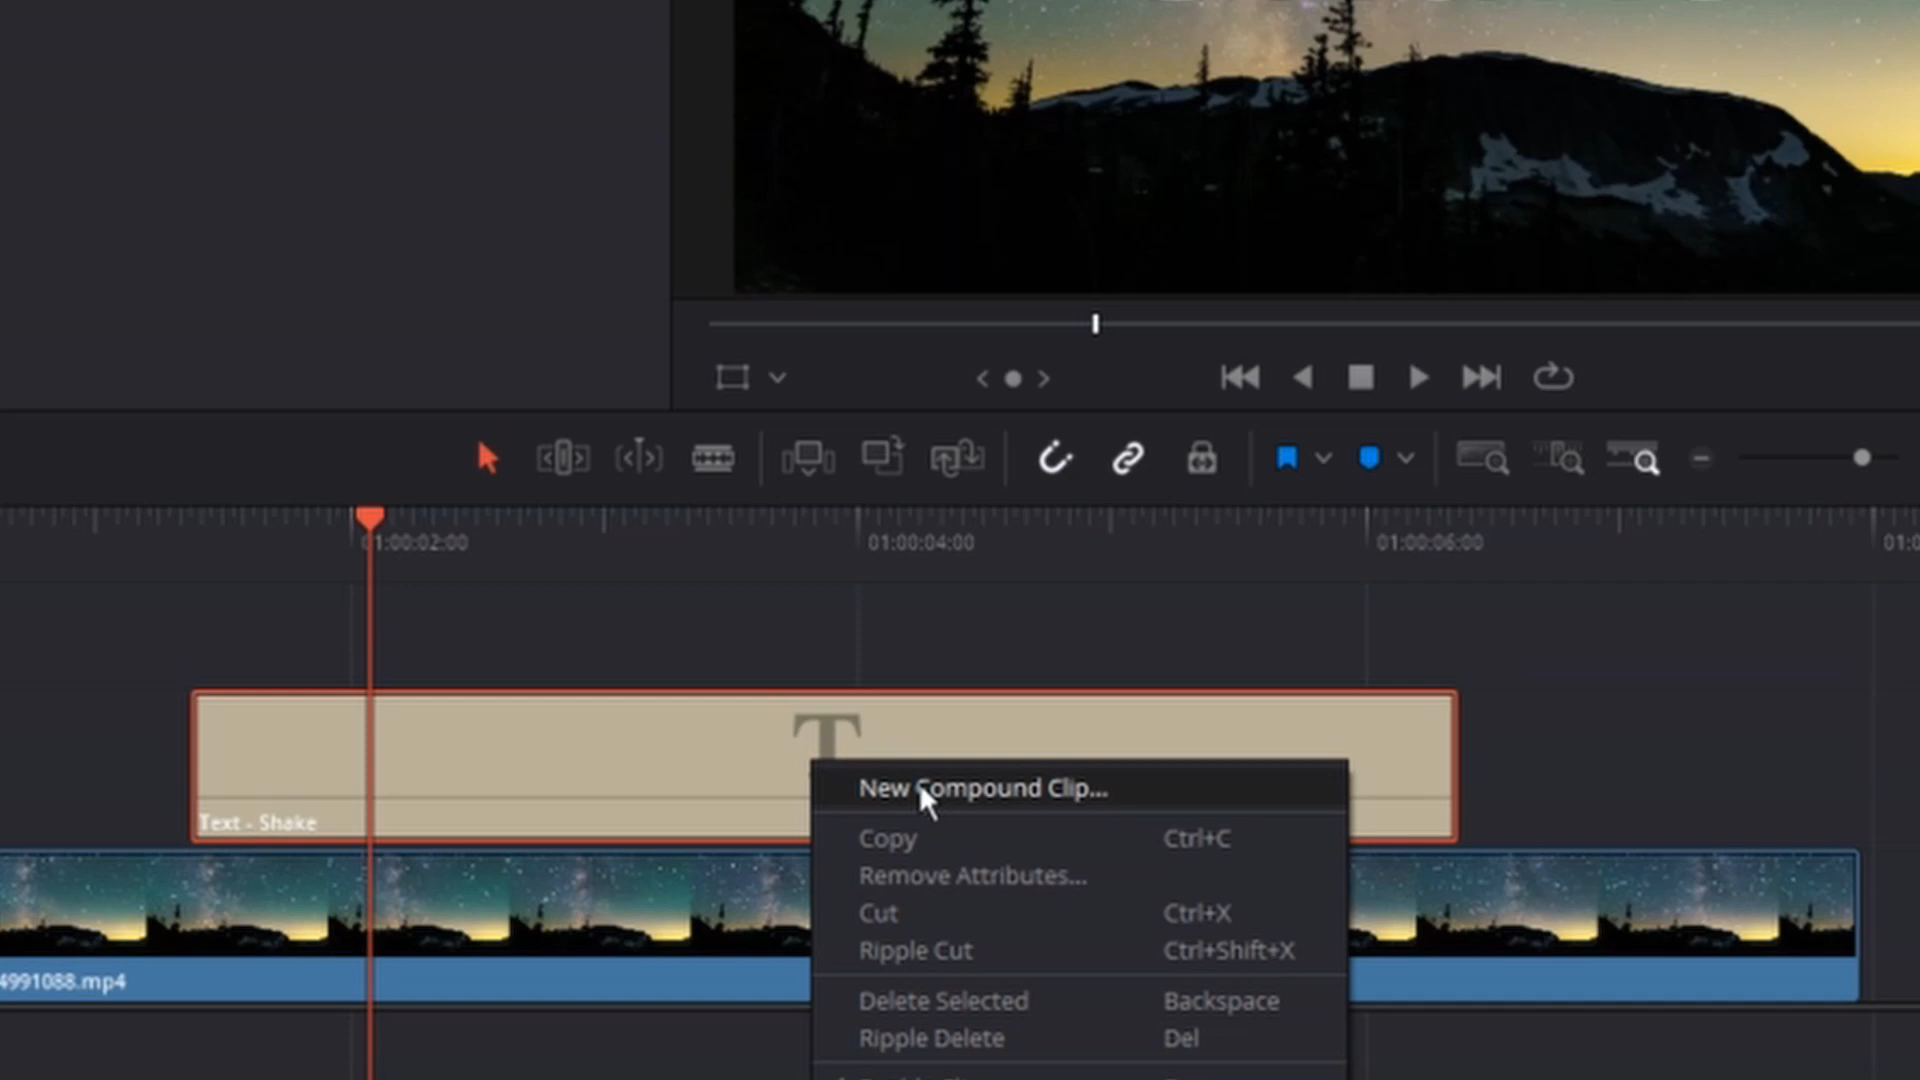 01:00:02:00
01:00:04:00
01:00:06:00
01:0
T
Text - Shake
New Compound Clip...
Copy Ctrl+C
Remove Attributes...
Cut Ctrl+X
Ripple Cut Ctrl+Shift+X
4991088.mp4
Delete Selected Backspace
Ripple Delete Del